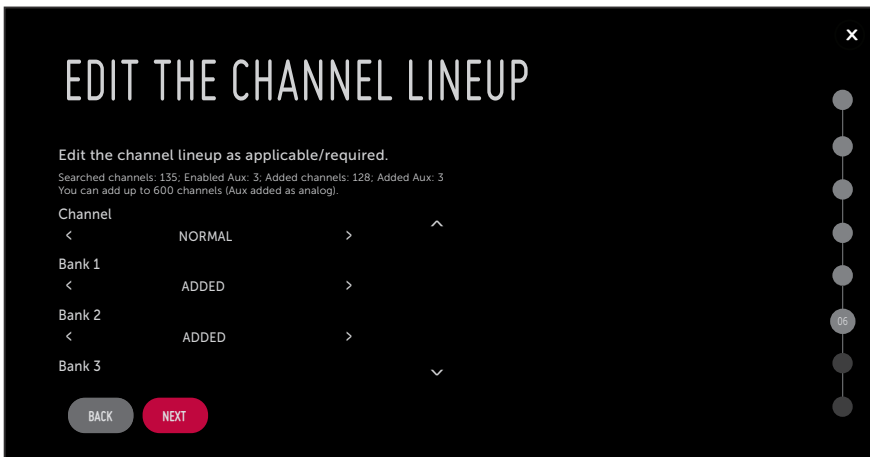 X
EDIT THE CHANNEL LINEUP
Edit the channel lineup as applicable/required.
Searched channels: 135; Enabled Aux: 3; Added channels: 128; Added Aux: 3
You can add up to 600 channels (Aux added as analog).
Channel
< NORMAL >
Bank 1
< ADDED >
Bank 2
< ADDED >
Bank 3
BACK NEXT
06